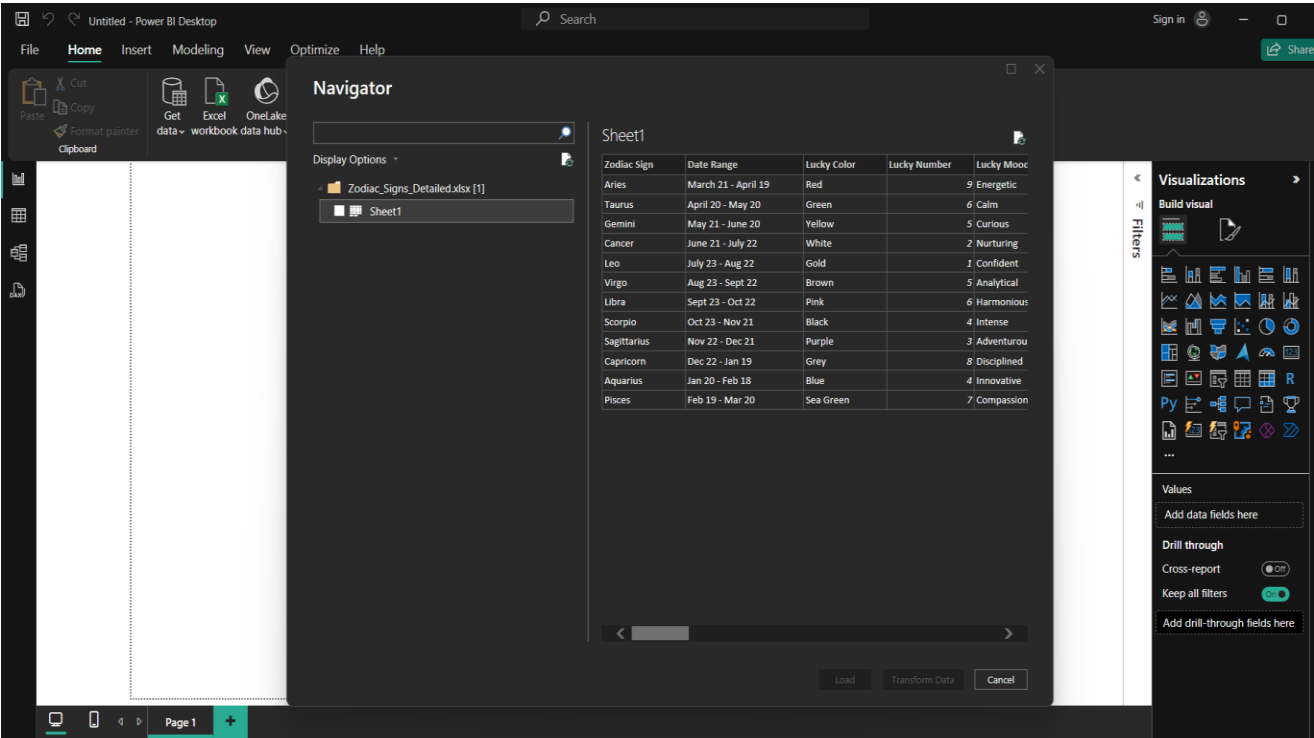 Untitled - Power BI Desktop
Search
Sign in
File Home Insert Modeling View Optimize Help
Share
Paste
Cut
Copy
Format painter
Clipboard
Get data
Excel workbook
OneLake data hub
Navigator
Display Options
Zodiac_Signs_Detailed.xlsx [1]
Sheet1
Sheet1
Zodiac Sign Date Range Lucky Color Lucky Number Lucky Mood
Aries March 21 - April 19 Red 9 Energetic
Taurus April 20 - May 20 Green 6 Calm
Gemini May 21 - June 20 Yellow 5 Curious
Cancer June 21 - July 22 White 2 Nurturing
Leo July 23 - Aug 22 Gold 1 Confident
Virgo Aug 23 - Sept 22 Brown 5 Analytical
Libra Sept 23 - Oct 22 Pink 6 Harmonious
Scorpio Oct 23 - Nov 21 Black 4 Intense
Sagittarius Nov 22 - Dec 21 Purple 3 Adventurou
Capricorn Dec 22 - Jan 19 Grey 8 Disciplined
Aquarius Jan 20 - Feb 18 Blue 4 Innovative
Pisces Feb 19 - Mar 20 Sea Green 7 Compassion
Load Transform Data Cancel
Filters
Visualizations
Build visual
123
R
Py
123
...
Values
Add data fields here
Drill through
Cross-report Off
Keep all filters On
Add drill-through fields here
Page 1 +